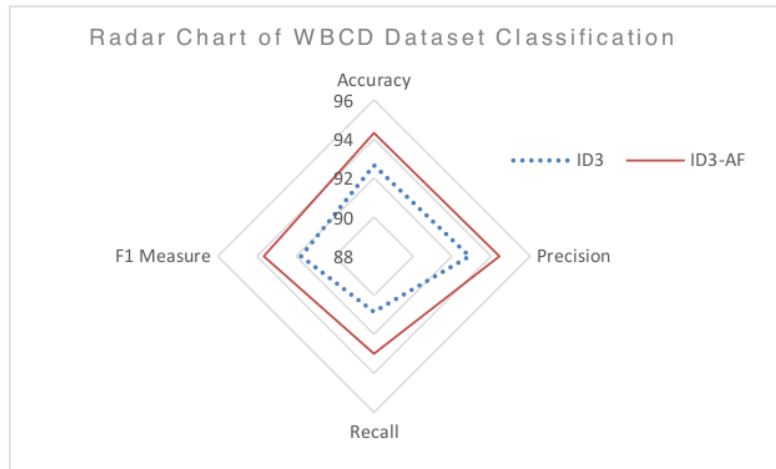 Radar Chart of WBCD Dataset Classification
Accuracy
96
94
92
90
88
ID3 ID3-AF
F1 Measure
Precision
Recall